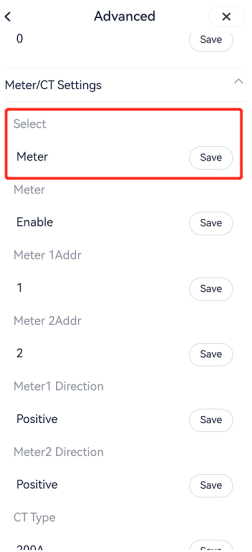 Advanced
0
Save
Meter/CT Settings
Select
Meter
Save
Meter
Enable
Save
Meter 1Addr
1
Save
Meter 2Addr
2
Save
Meter1 Direction
Positive
Save
Meter2 Direction
Positive
Save
CT Type
200A
Save